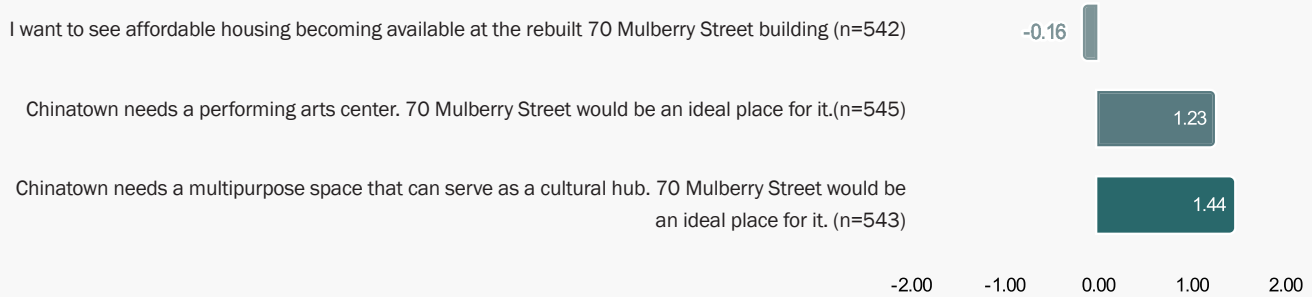 I want to see affordable housing becoming available at the rebuilt 70 Mulberry Street building (n=542)
-0.16
Chinatown needs a performing arts center. 70 Mulberry Street would be an ideal place for it.(n=545)
1.23
Chinatown needs a multipurpose space that can serve as a cultural hub. 70 Mulberry Street would be
an ideal place for it. (n=543)
1.44
-2.00 -1.00 0.00 1.00 2.00